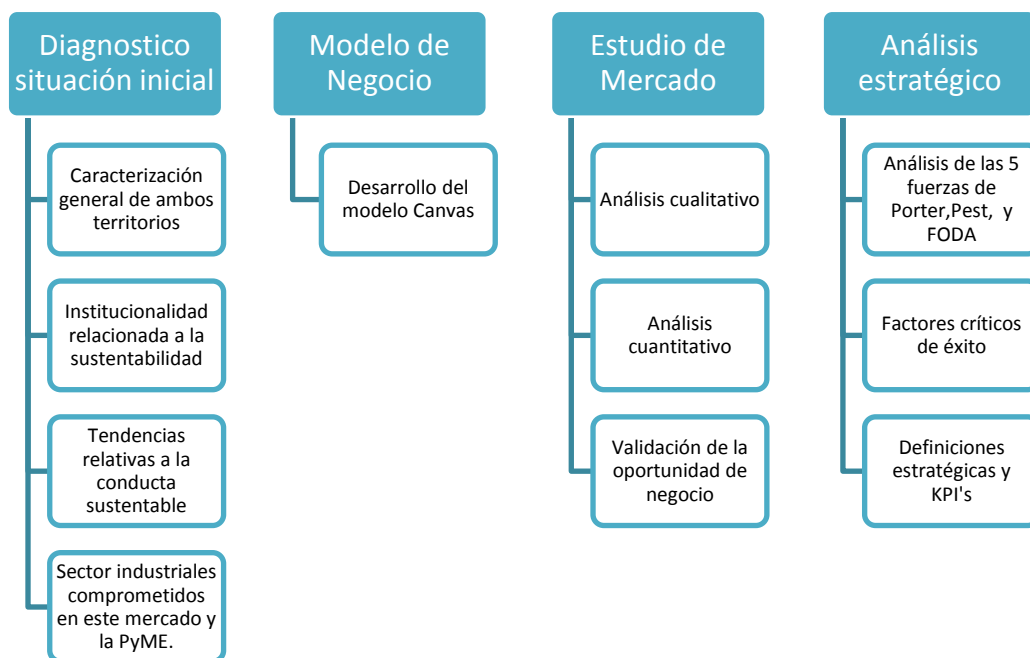 Diagnostico
situación inicial
Caracterización
general de ambos
territorios
Institucionalidad
relacionada a la
sustentabilidad
Tendencias
relativas a la
conducta
sustentable
Sector industriales
comprometidos
en este mercado y
la PyME.
Modelo de
Negocio
Desarrollo del
modelo Canvas
Estudio de
Mercado
Análisis cualitativo
Análisis
cuantitativo
Validación de la
oportunidad de
negocio
Análisis
estratégico
Análisis de las 5
fuerzas de
Porter,Pest, y
FODA
Factores críticos
de éxito
Definiciones
estratégicas y
KPI's